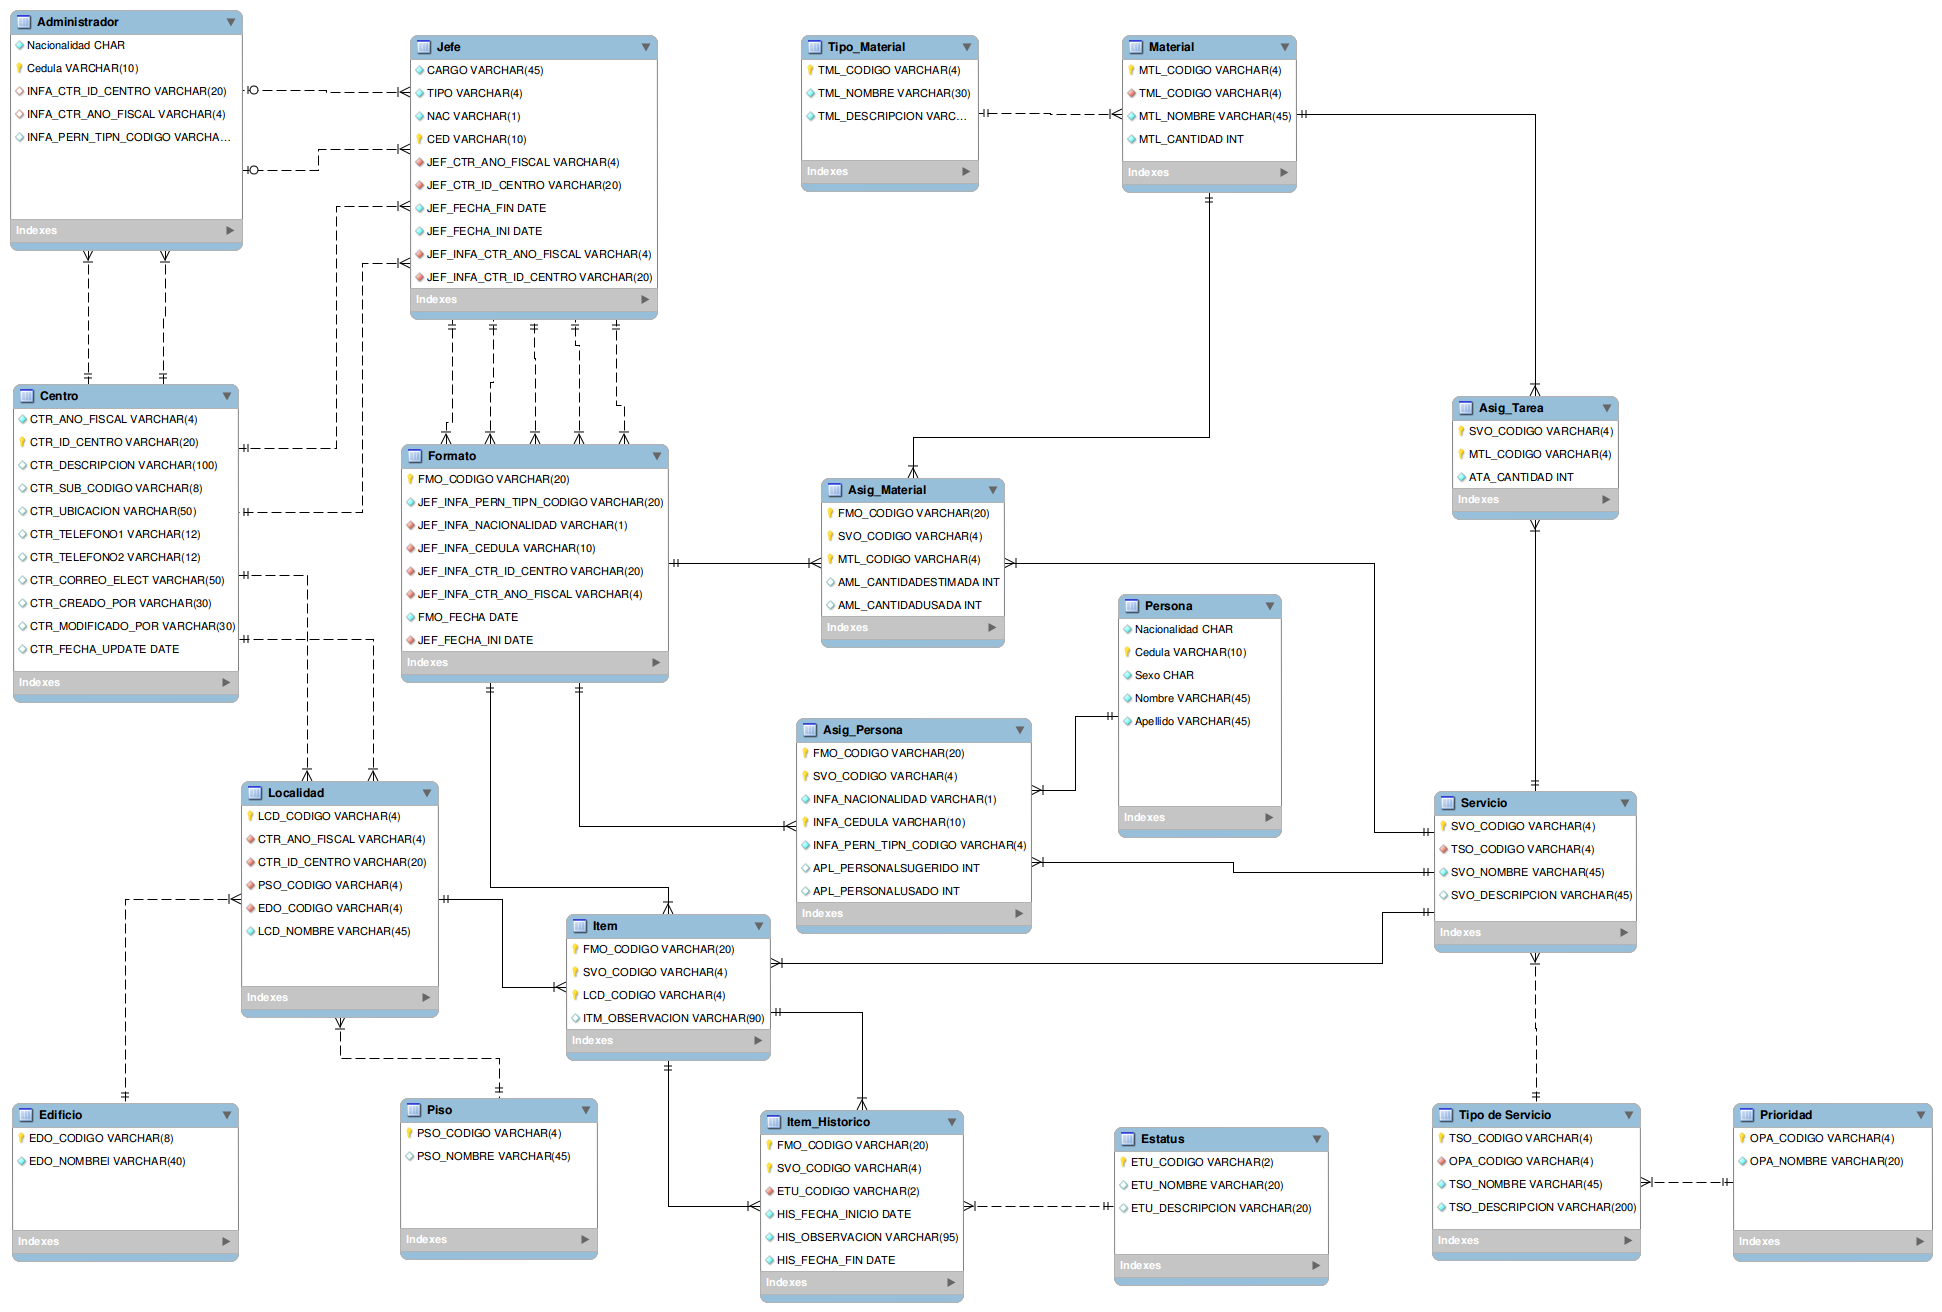 Administrador
Nacionalidad CHAR
Cedula VARCHAR(10)
INFA_CTR_ID_CENTRO VARCHAR(20)
INFA_CTR_ANO_FISCAL VARCHAR(4)
INFA_PERN_TIPN_CODIGO VARCHA...
Indexes
Jefe
CARGO VARCHAR(45)
TIPO VARCHAR(4)
NAC VARCHAR(1)
CED VARCHAR(10)
JEF_CTR_ANO_FISCAL VARCHAR(4)
JEF_CTR_ID_CENTRO VARCHAR(20)
JEF_FECHA_FIN DATE
JEF_FECHA_INI DATE
JEF_INFA_CTR_ANO_FISCAL VARCHAR(4)
JEF_INFA_CTR_ID_CENTRO VARCHAR(20)
Indexes
Tipo_Material
TML_CODIGO VARCHAR(4)
TML_NOMBRE VARCHAR(30)
TML_DESCRIPCION VARC...
Indexes
Material
MTL_CODIGO VARCHAR(4)
TML_CODIGO VARCHAR(4)
MTL_NOMBRE VARCHAR(45)
MTL_CANTIDAD INT
Indexes
Centro
CTR_ANO_FISCAL VARCHAR(4)
CTR_ID_CENTRO VARCHAR(20)
CTR_DESCRIPCION VARCHAR(100)
CTR_SUB_CODIGO VARCHAR(8)
CTR_UBICACION VARCHAR(50)
CTR_TELEFONO1 VARCHAR(12)
CTR_TELEFONO2 VARCHAR(12)
CTR_CORREO_ELECT VARCHAR(50)
CTR_CREADO_POR VARCHAR(30)
CTR_MODIFICADO_POR VARCHAR(30)
CTR_FECHA_UPDATE DATE
Indexes
Formato
FMO_CODIGO VARCHAR(20)
JEF_INFA_PERN_TIPN_CODIGO VARCHAR(20)
JEF_INFA_NACIONALIDAD VARCHAR(1)
JEF_INFA_CEDULA VARCHAR(10)
JEF_INFA_CTR_ID_CENTRO VARCHAR(20)
JEF_INFA_CTR_ANO_FISCAL VARCHAR(4)
FMO_FECHA DATE
JEF_FECHA_INI DATE
Indexes
Asig_Material
FMO_CODIGO VARCHAR(20)
SVO_CODIGO VARCHAR(4)
MTL_CODIGO VARCHAR(4)
AML_CANTIDADESTIMADA INT
AML_CANTIDADUSADA INT
Indexes
Asig_Tarea
SVO_CODIGO VARCHAR(4)
MTL_CODIGO VARCHAR(4)
ATA_CANTIDAD INT
Indexes
Persona
Nacionalidad CHAR
Cedula VARCHAR(10)
Sexo CHAR
Nombre VARCHAR(45)
Apellido VARCHAR(45)
Indexes
Asig_Persona
FMO_CODIGO VARCHAR(20)
SVO_CODIGO VARCHAR(4)
INFA_NACIONALIDAD VARCHAR(1)
INFA_CEDULA VARCHAR(10)
INFA_PERN_TIPN_CODIGO VARCHAR(4)
APL_PERSONALSUGERIDO INT
APL_PERSONALUSADO INT
Indexes
Localidad
LCD_CODIGO VARCHAR(4)
CTR_ANO_FISCAL VARCHAR(4)
CTR_ID_CENTRO VARCHAR(20)
PSO_CODIGO VARCHAR(4)
EDO_CODIGO VARCHAR(4)
LCD_NOMBRE VARCHAR(45)
Indexes
Servicio
SVO_CODIGO VARCHAR(4)
TSO_CODIGO VARCHAR(4)
SVO_NOMBRE VARCHAR(45)
SVO_DESCRIPCION VARCHAR(45)
Indexes
Item
FMO_CODIGO VARCHAR(20)
SVO_CODIGO VARCHAR(4)
LCD_CODIGO VARCHAR(4)
ITM_OBSERVACION VARCHAR(90)
Indexes
Edificio
EDO_CODIGO VARCHAR(8)
EDO_NOMBREl VARCHAR(40)
Indexes
Piso
PSO_CODIGO VARCHAR(4)
PSO_NOMBRE VARCHAR(45)
Indexes
Item_Historico
FMO_CODIGO VARCHAR(20)
SVO_CODIGO VARCHAR(4)
ETU_CODIGO VARCHAR(2)
HIS_FECHA_INICIO DATE
HIS_OBSERVACION VARCHAR(95)
HIS_FECHA_FIN DATE
Indexes
Estatus
ETU_CODIGO VARCHAR(2)
ETU_NOMBRE VARCHAR(20)
ETU_DESCRIPCION VARCHAR(20)
Indexes
Tipo de Servicio
TSO_CODIGO VARCHAR(4)
OPA_CODIGO VARCHAR(4)
TSO_NOMBRE VARCHAR(45)
TSO_DESCRIPCION VARCHAR(200)
Indexes
Prioridad
OPA_CODIGO VARCHAR(4)
OPA_NOMBRE VARCHAR(20)
Indexes